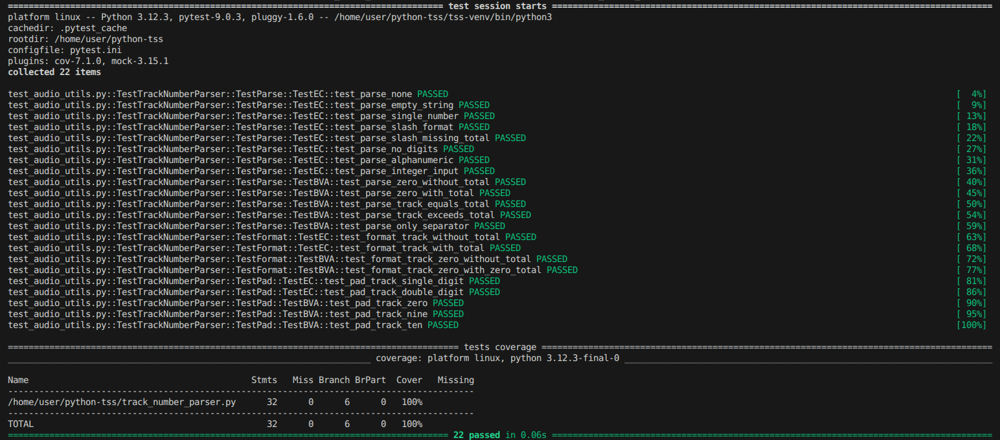 ============================== test session starts ==============================
platform linux -- Python 3.12.3, pytest-9.0.3, pluggy-1.6.0 -- /home/user/python-tss/tss-venv/bin/python3
cachedir: .pytest_cache
rootdir: /home/user/python-tss
configfile: pytest.ini
plugins: cov-7.1.0, mock-3.15.1
collected 22 items
test_audio_utils.py::TestTrackNumberParser::TestParse::TestEC::test_parse_none PASSED [  4%]
test_audio_utils.py::TestTrackNumberParser::TestParse::TestEC::test_parse_empty_string PASSED [  9%]
test_audio_utils.py::TestTrackNumberParser::TestParse::TestEC::test_parse_single_number PASSED [ 13%]
test_audio_utils.py::TestTrackNumberParser::TestParse::TestEC::test_parse_slash_format PASSED [ 18%]
test_audio_utils.py::TestTrackNumberParser::TestParse::TestEC::test_parse_slash_missing_total PASSED [ 22%]
test_audio_utils.py::TestTrackNumberParser::TestParse::TestEC::test_parse_no_digits PASSED [ 27%]
test_audio_utils.py::TestTrackNumberParser::TestParse::TestEC::test_parse_alphanumeric PASSED [ 31%]
test_audio_utils.py::TestTrackNumberParser::TestParse::TestEC::test_parse_integer_input PASSED [ 36%]
test_audio_utils.py::TestTrackNumberParser::TestParse::TestBVA::test_parse_zero_without_total PASSED [ 40%]
test_audio_utils.py::TestTrackNumberParser::TestParse::TestBVA::test_parse_zero_with_total PASSED [ 45%]
test_audio_utils.py::TestTrackNumberParser::TestParse::TestBVA::test_parse_track_equals_total PASSED [ 50%]
test_audio_utils.py::TestTrackNumberParser::TestParse::TestBVA::test_parse_track_exceeds_total PASSED [ 54%]
test_audio_utils.py::TestTrackNumberParser::TestParse::TestBVA::test_parse_only_separator PASSED [ 59%]
test_audio_utils.py::TestTrackNumberParser::TestFormat::TestEC::test_format_track_without_total PASSED [ 63%]
test_audio_utils.py::TestTrackNumberParser::TestFormat::TestEC::test_format_track_with_total PASSED [ 68%]
test_audio_utils.py::TestTrackNumberParser::TestFormat::TestBVA::test_format_track_zero_without_total PASSED [ 72%]
test_audio_utils.py::TestTrackNumberParser::TestFormat::TestBVA::test_format_track_zero_with_zero_total PASSED [ 77%]
test_audio_utils.py::TestTrackNumberParser::TestPad::TestEC::test_pad_track_single_digit PASSED [ 81%]
test_audio_utils.py::TestTrackNumberParser::TestPad::TestEC::test_pad_track_double_digit PASSED [ 86%]
test_audio_utils.py::TestTrackNumberParser::TestPad::TestBVA::test_pad_track_zero PASSED [ 90%]
test_audio_utils.py::TestTrackNumberParser::TestPad::TestBVA::test_pad_track_nine PASSED [ 95%]
test_audio_utils.py::TestTrackNumberParser::TestPad::TestBVA::test_pad_track_ten PASSED [100%]
============================== tests coverage ==============================
______________________________ coverage: platform linux, python 3.12.3-final-0 ______________________________
Name Stmts Miss Branch BrPart Cover Missing
------------------------------------------------------------------------------------------
/home/user/python-tss/track_number_parser.py 32 0 6 0 100%
------------------------------------------------------------------------------------------
TOTAL 32 0 6 0 100%
============================== 22 passed in 0.06s ==============================